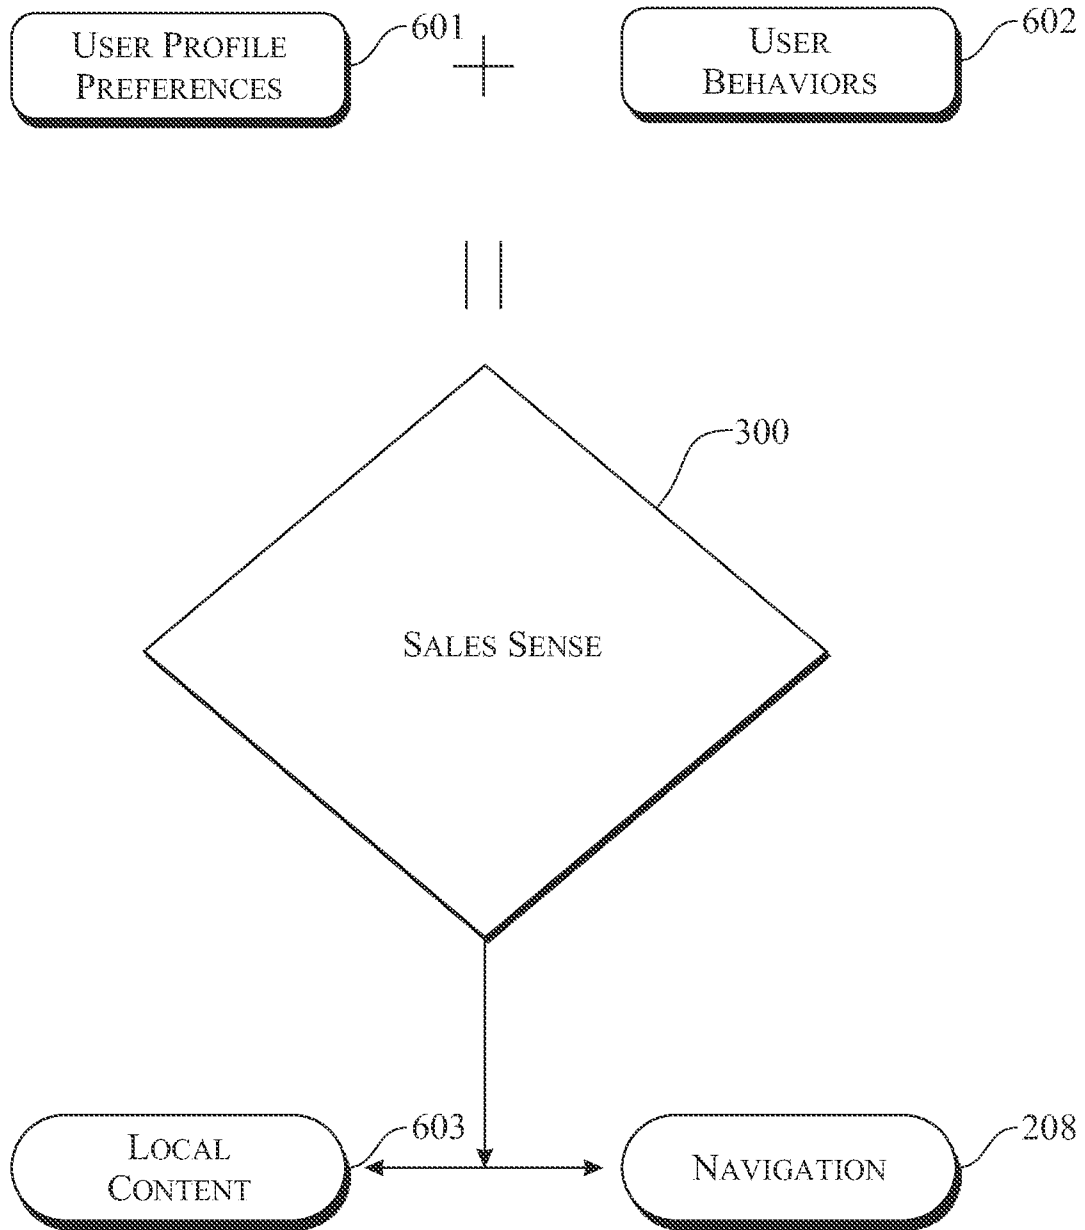 USER PROFILE
PREFERENCES
601
USER
BEHAVIORS
602
300
SALES SENSE
LOCAL
CONTENT
603
NAVIGATION
208